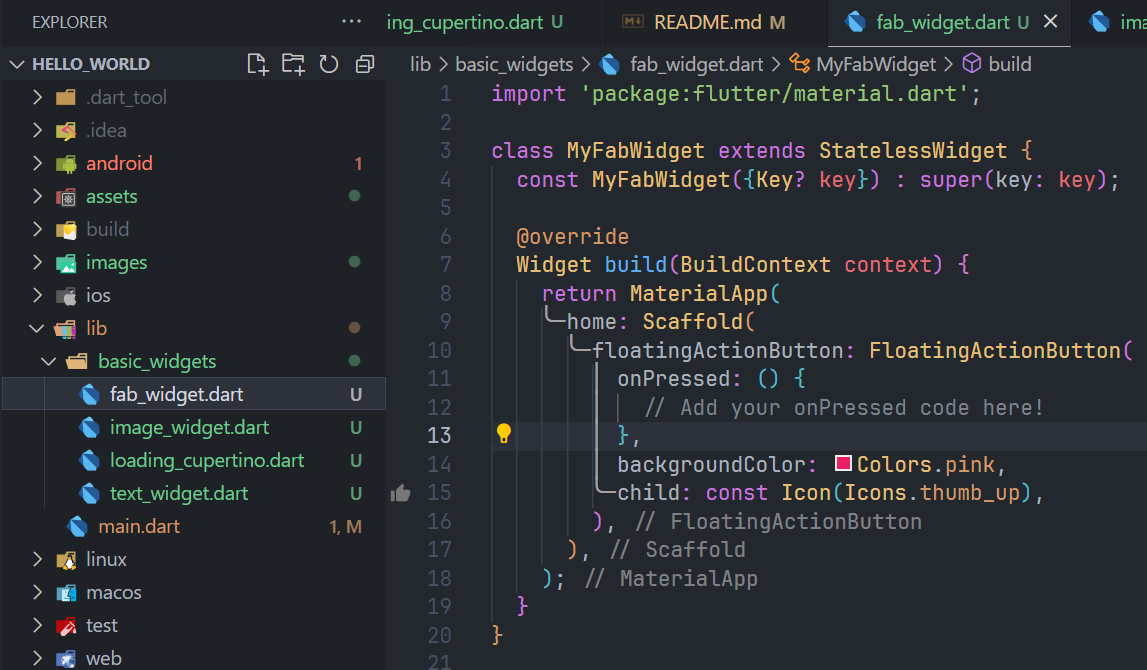 EXPLORER
...
ing_cupertino.dart U
README.md M
fab_widget.dart U
ima
HELLO_WORLD
lib > basic_widgets > fab_widget.dart > MyFabWidget > build
.dart_tool
.idea
android 1
assets
build
images
ios
lib
basic_widgets
fab_widget.dart U
image_widget.dart U
loading_cupertino.dart U
text_widget.dart U
main.dart 1, M
linux
macos
test
web
1 import 'package:flutter/material.dart';
2
3 class MyFabWidget extends StatelessWidget {
4 const MyFabWidget({Key? key}) : super(key: key);
5
6 @override
7 Widget build(BuildContext context) {
8 return MaterialApp(
9 home: Scaffold(
10 floatingActionButton: FloatingActionButton(
11 onPressed: () {
12 // Add your onPressed code here!
13 },
14 backgroundColor: Colors.pink,
15 child: const Icon(Icons.thumb_up),
16 ), // FloatingActionButton
17 ), // Scaffold
18 ); // MaterialApp
19 }
20 }
21